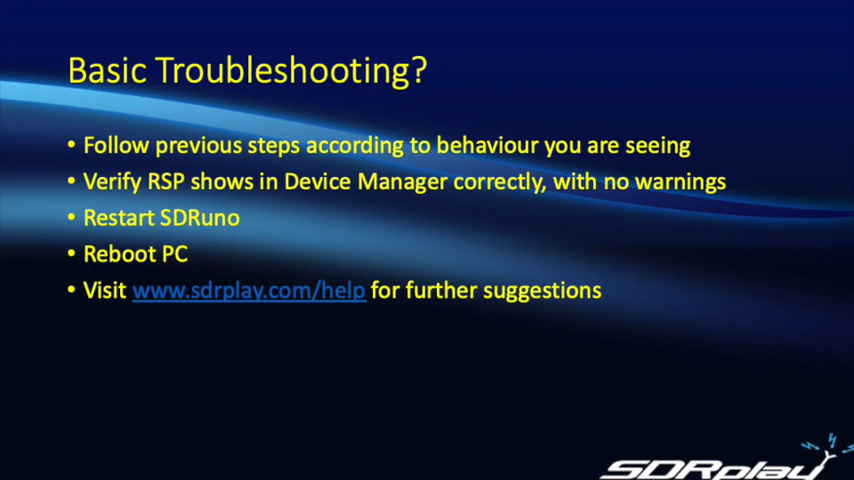 Basic Troubleshooting?
• Follow previous steps according to behaviour you are seeing
• Verify RSP shows in Device Manager correctly, with no warnings
• Restart SDRuno
• Reboot PC
• Visit www.sdrplay.com/help for further suggestions
SDRplay